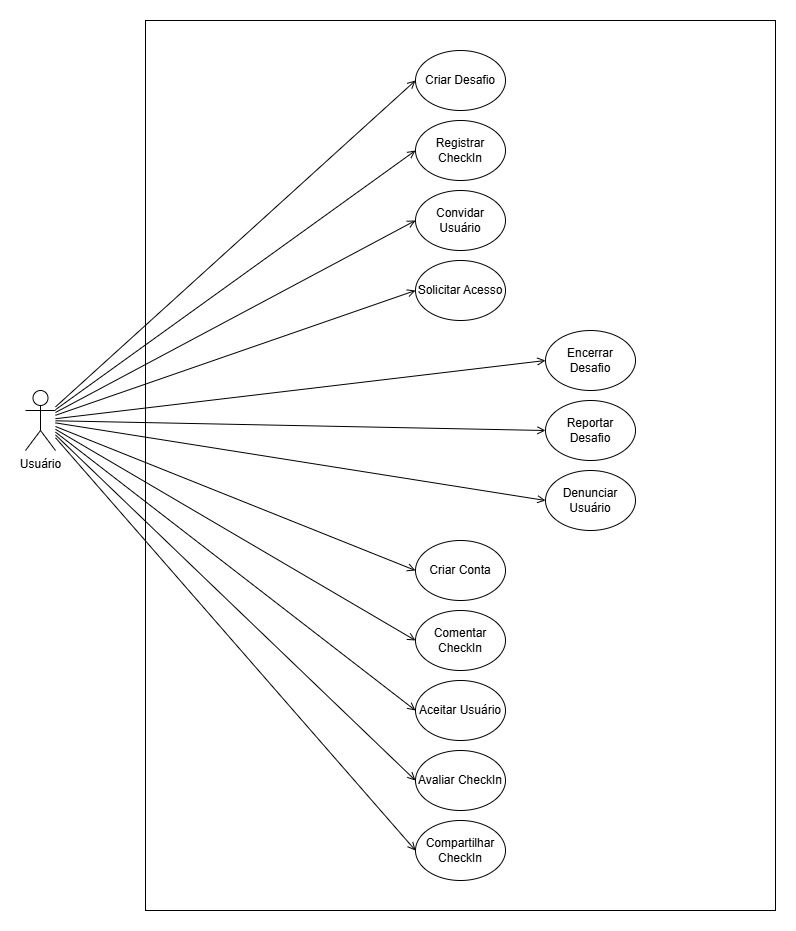 Criar Desafio
Registrar
CheckIn
Convidar
Usuário
Solicitar Acesso
Encerrar
Desafio
Reportar
Desafio
Usuário
Denunciar
Usuário
Criar Conta
Comentar
CheckIn
Aceitar Usuário
Avaliar CheckIn
Compartilhar
CheckIn